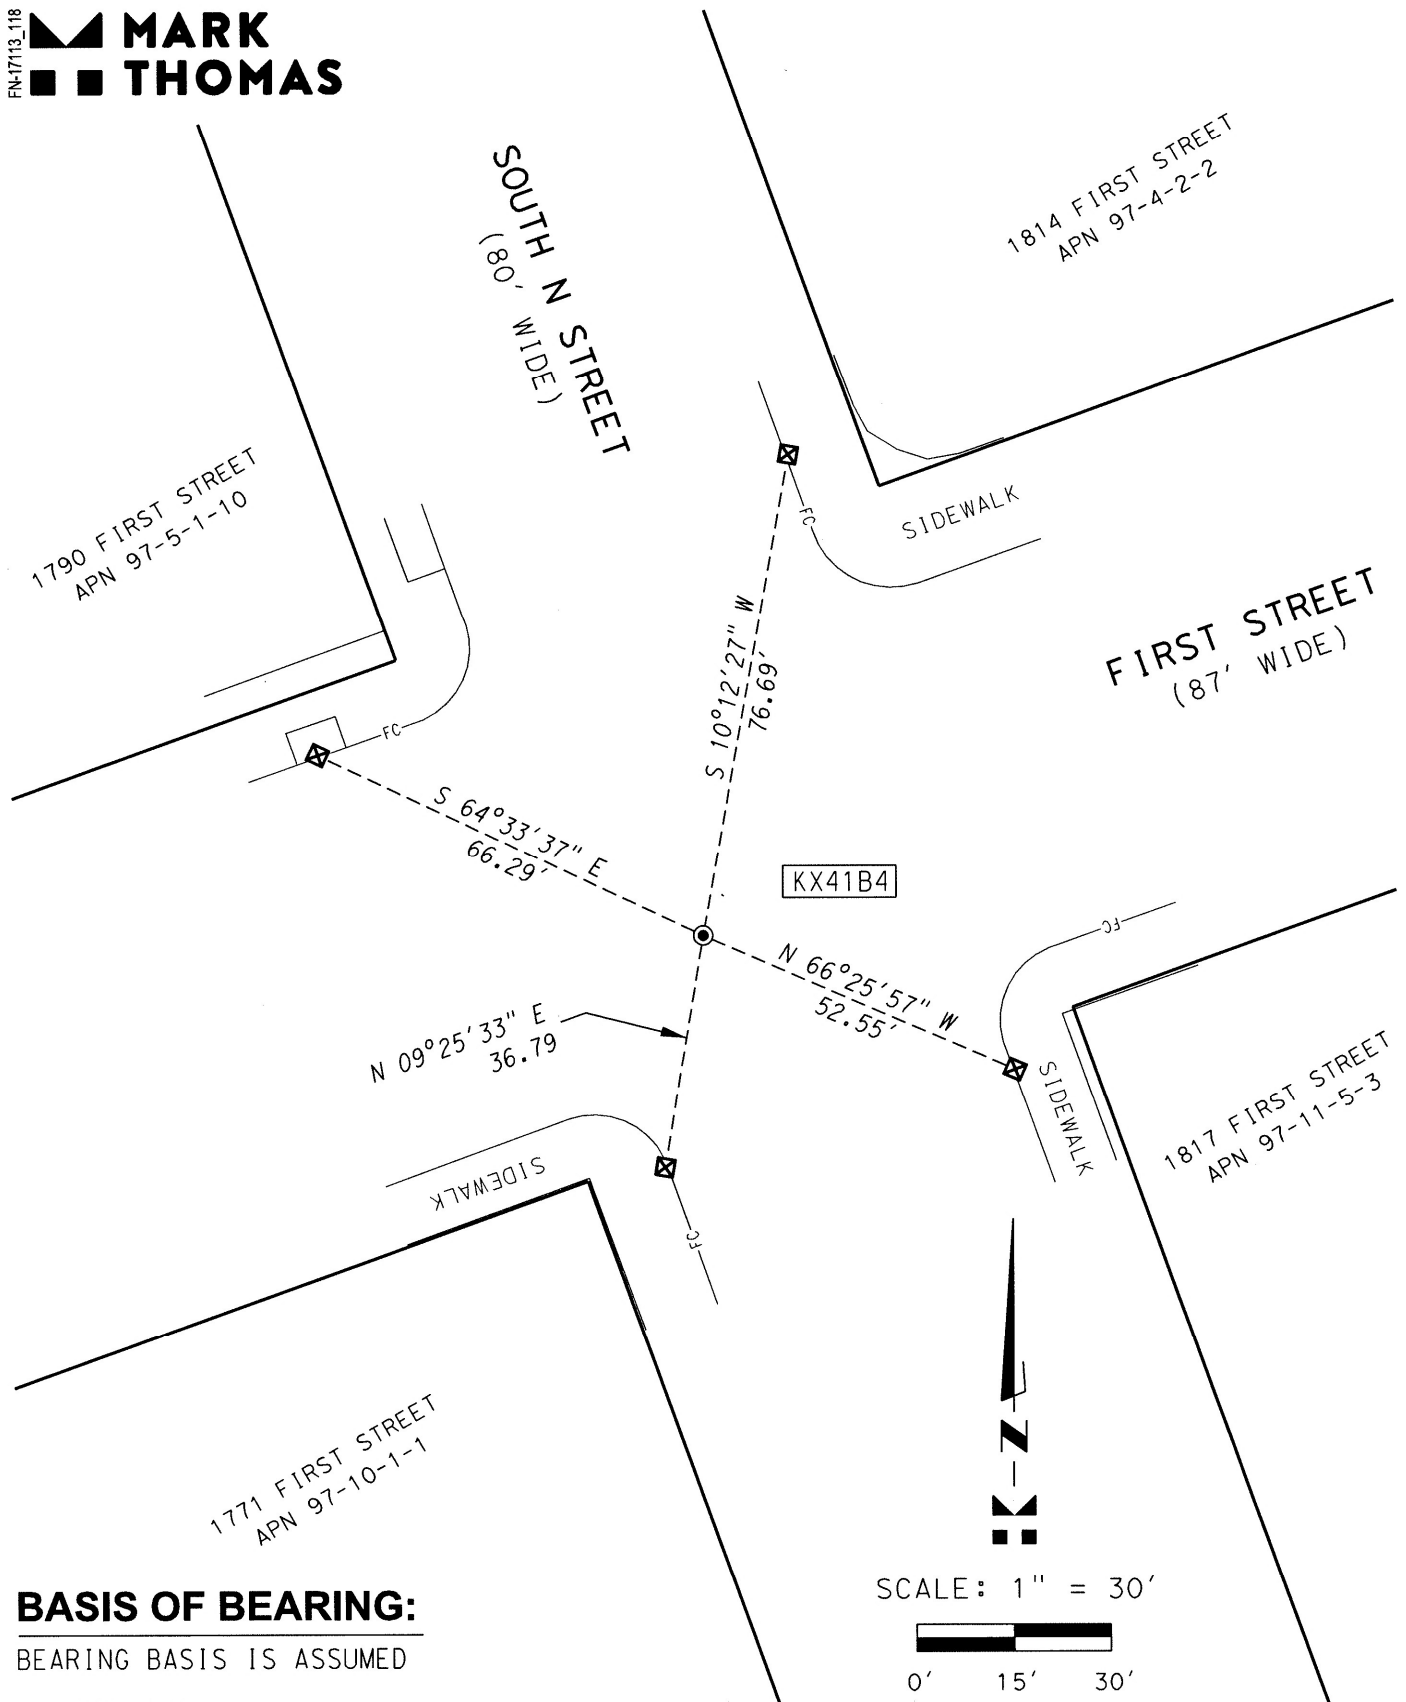 FN-17113_118
MARK
THOMAS
SOUTH N STREET
(80' WIDE)
1814 FIRST STREET
APN 97-4-2-2
1790 FIRST STREET
APN 97-5-1-10
FC
SIDEWALK
FIRST STREET
(87' WIDE)
S 10°12'27" W
76.69'
FC
S 64°33'37" E
66.29'
KX41B4
FC
N 66°25'57" W
52.55'
N 09°25'33" E
36.79
SIDEWALK
1817 FIRST STREET
APN 97-11-5-3
SIDEWALK
FC
1771 FIRST STREET
APN 97-10-1-1
N
BASIS OF BEARING:
BEARING BASIS IS ASSUMED
SCALE: 1" = 30'
0' 15' 30'